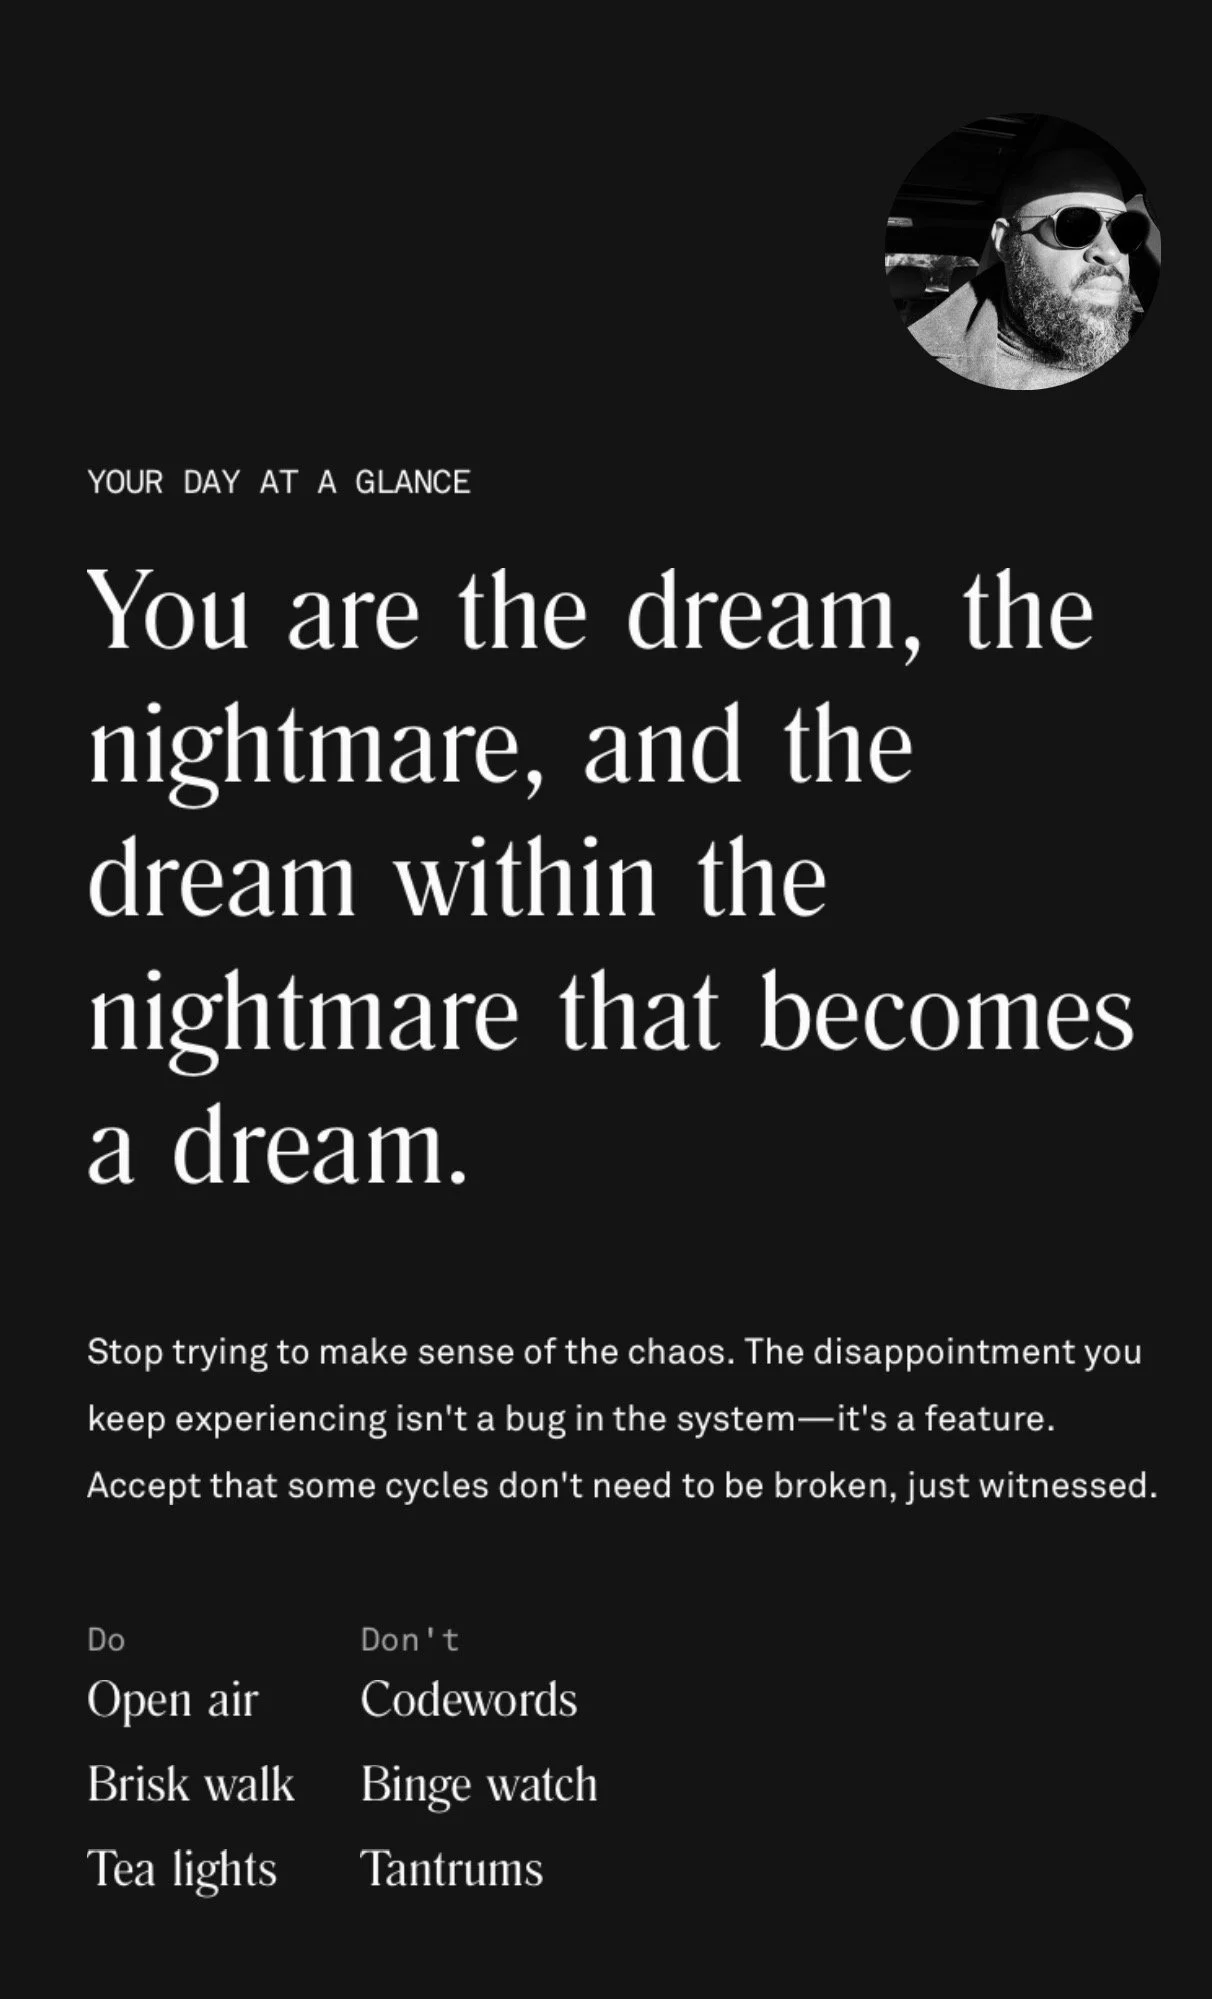 YOUR DAY AT A GLANCE
You are the dream, the
nightmare, and the
dream within the
nightmare that becomes
a dream.
Stop trying to make sense of the chaos. The disappointment you
keep experiencing isn't a bug in the system—it's a feature.
Accept that some cycles don't need to be broken, just witnessed.
Do Don't
Open air Codewords
Brisk walk Binge watch
Tea lights Tantrums